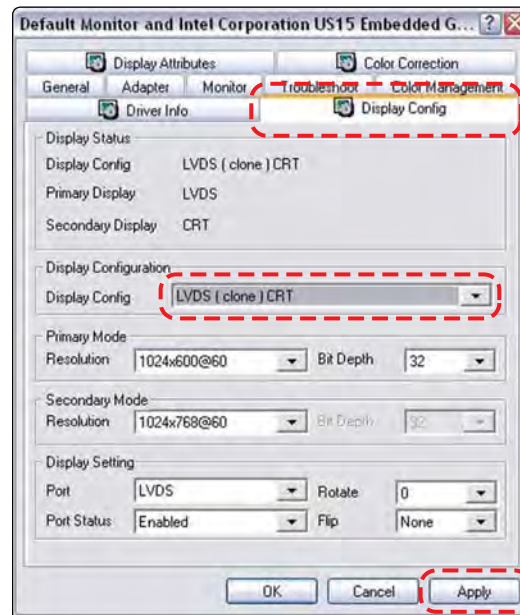 Default Monitor and Intel Corporation US15 Embedded G... ? X
Display Attributes Color Correction
General Adapter Monitor Troubleshoot Color Management
Driver Info Display Config
Display Status
Display Config LVDS ( clone ) CRT
Primary Display LVDS
Secondary Display CRT
Display Configuration
Display Config LVDS ( clone ) CRT
Primary Mode
Resolution 1024x600@60 Bit Depth 32
Secondary Mode
Resolution 1024x768@60 Bit Depth 32
Display Setting
Port LVDS Rotate 0
Port Status Enabled Flip None
OK Cancel Apply